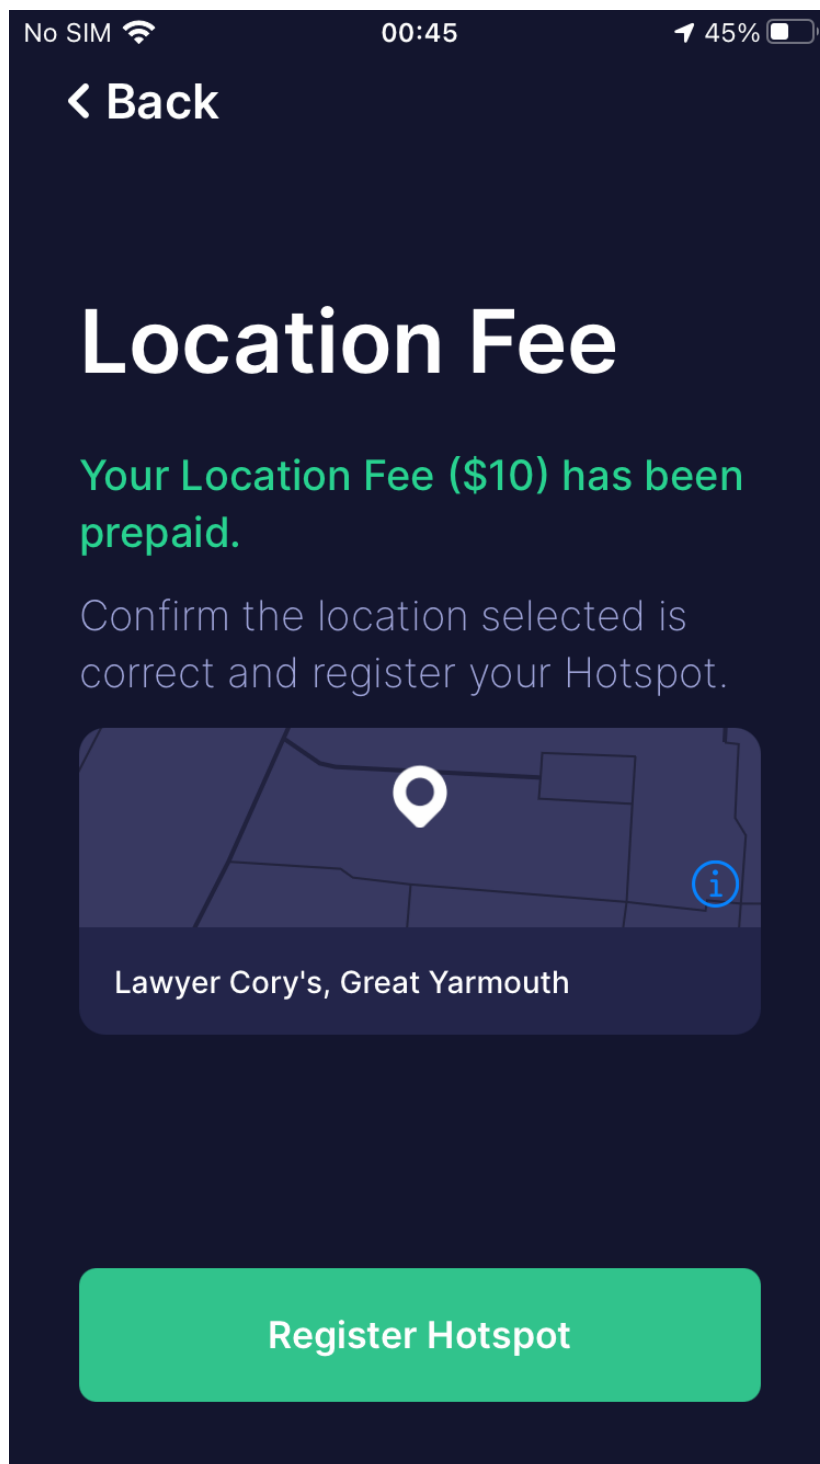 No SIM 00:45 45%
Back
Location Fee
Your Location Fee ($10) has been
prepaid.
Confirm the location selected is
correct and register your Hotspot.
i
Lawyer Cory's, Great Yarmouth
Register Hotspot